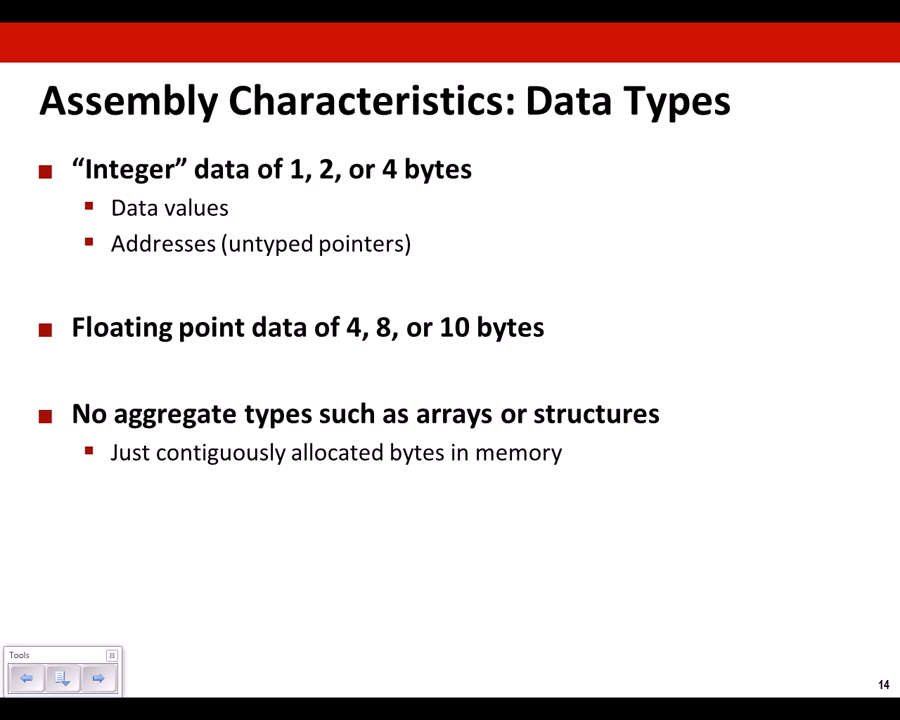 Assembly Characteristics: Data Types
“Integer” data of 1, 2, or 4 bytes
Data values
Addresses (untyped pointers)
Floating point data of 4, 8, or 10 bytes
No aggregate types such as arrays or structures
Just contiguously allocated bytes in memory
Tools
14